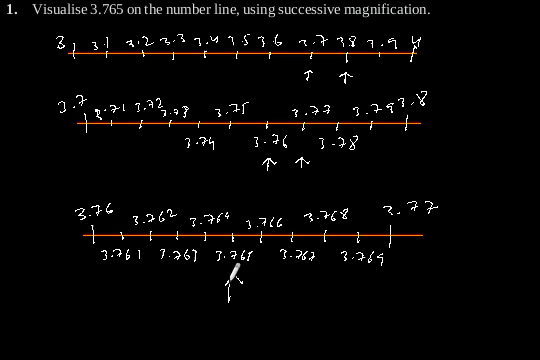 1. Visualise 3.765 on the number line, using successive magnification.
3 3.1 3.2 3.3 3.4 3.5 3.6 3.7 3.8 3.9 4
3.7 3.71 3.72 3.73 3.75 3.77 3.79 3.8
3.74 3.76 3.78
3.76 3.762 3.764 3.766 3.768 3.77
3.761 3.763 3.765 3.767 3.769